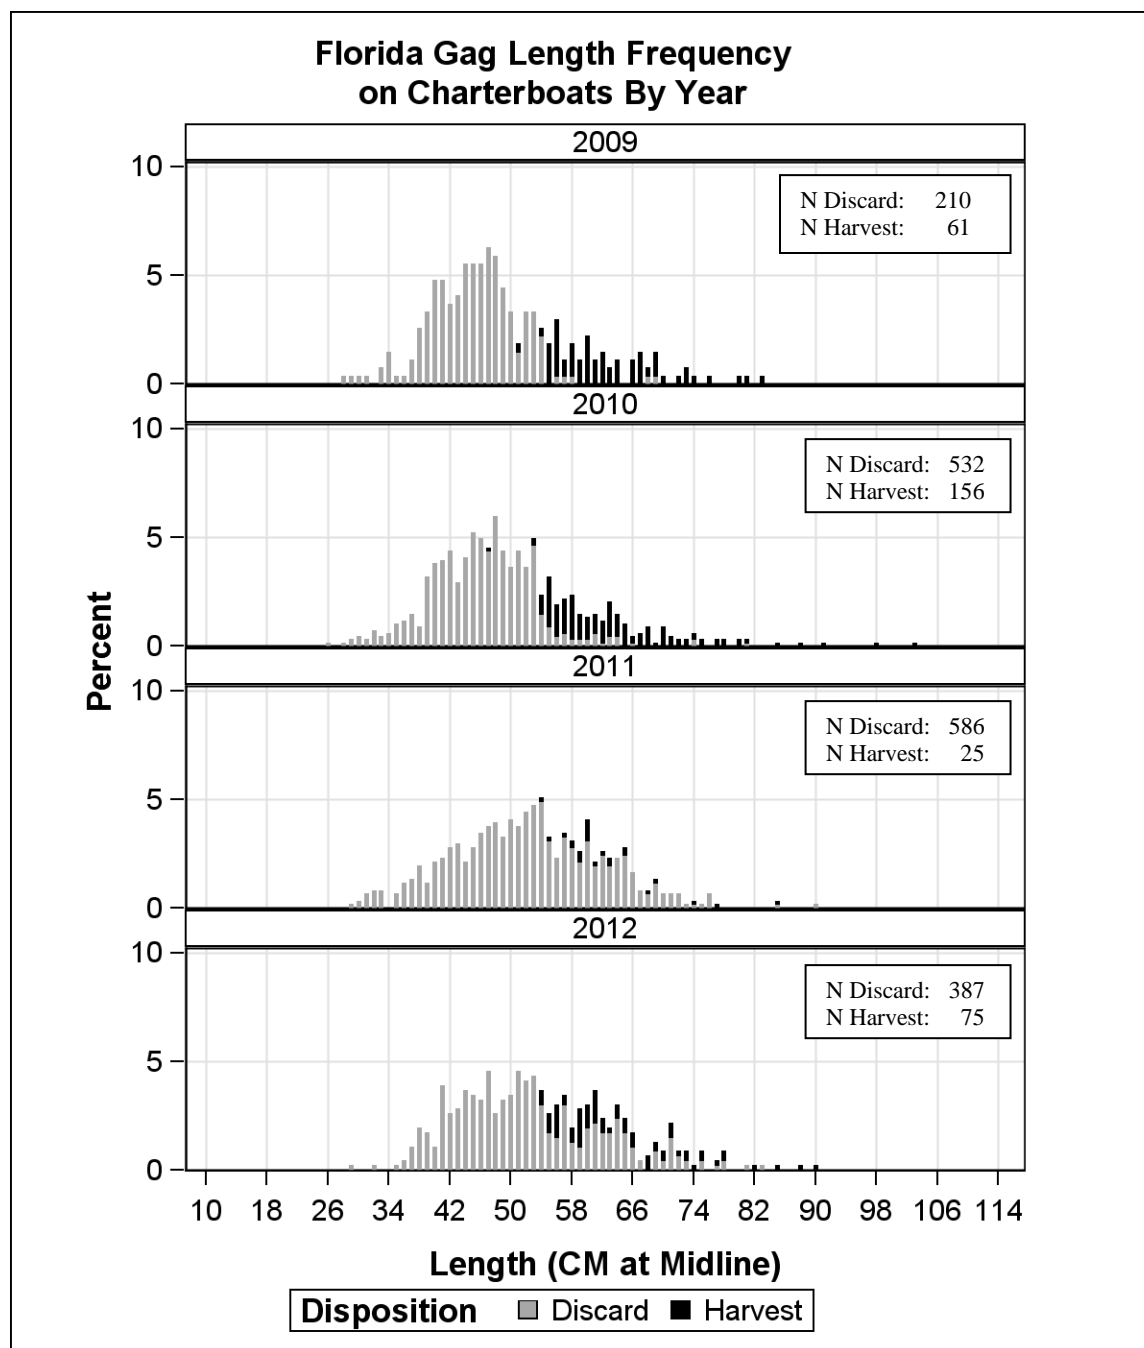 Florida Gag Length Frequency
on Charterboats By Year
2009
10
5
0
N Discard: 210
N Harvest: 61
2010
10
5
0
N Discard: 532
N Harvest: 156
2011
10
5
0
N Discard: 586
N Harvest: 25
2012
10
5
0
N Discard: 387
N Harvest: 75
Percent
10 18 26 34 42 50 58 66 74 82 90 98 106 114
Length (CM at Midline)
Disposition Discard Harvest